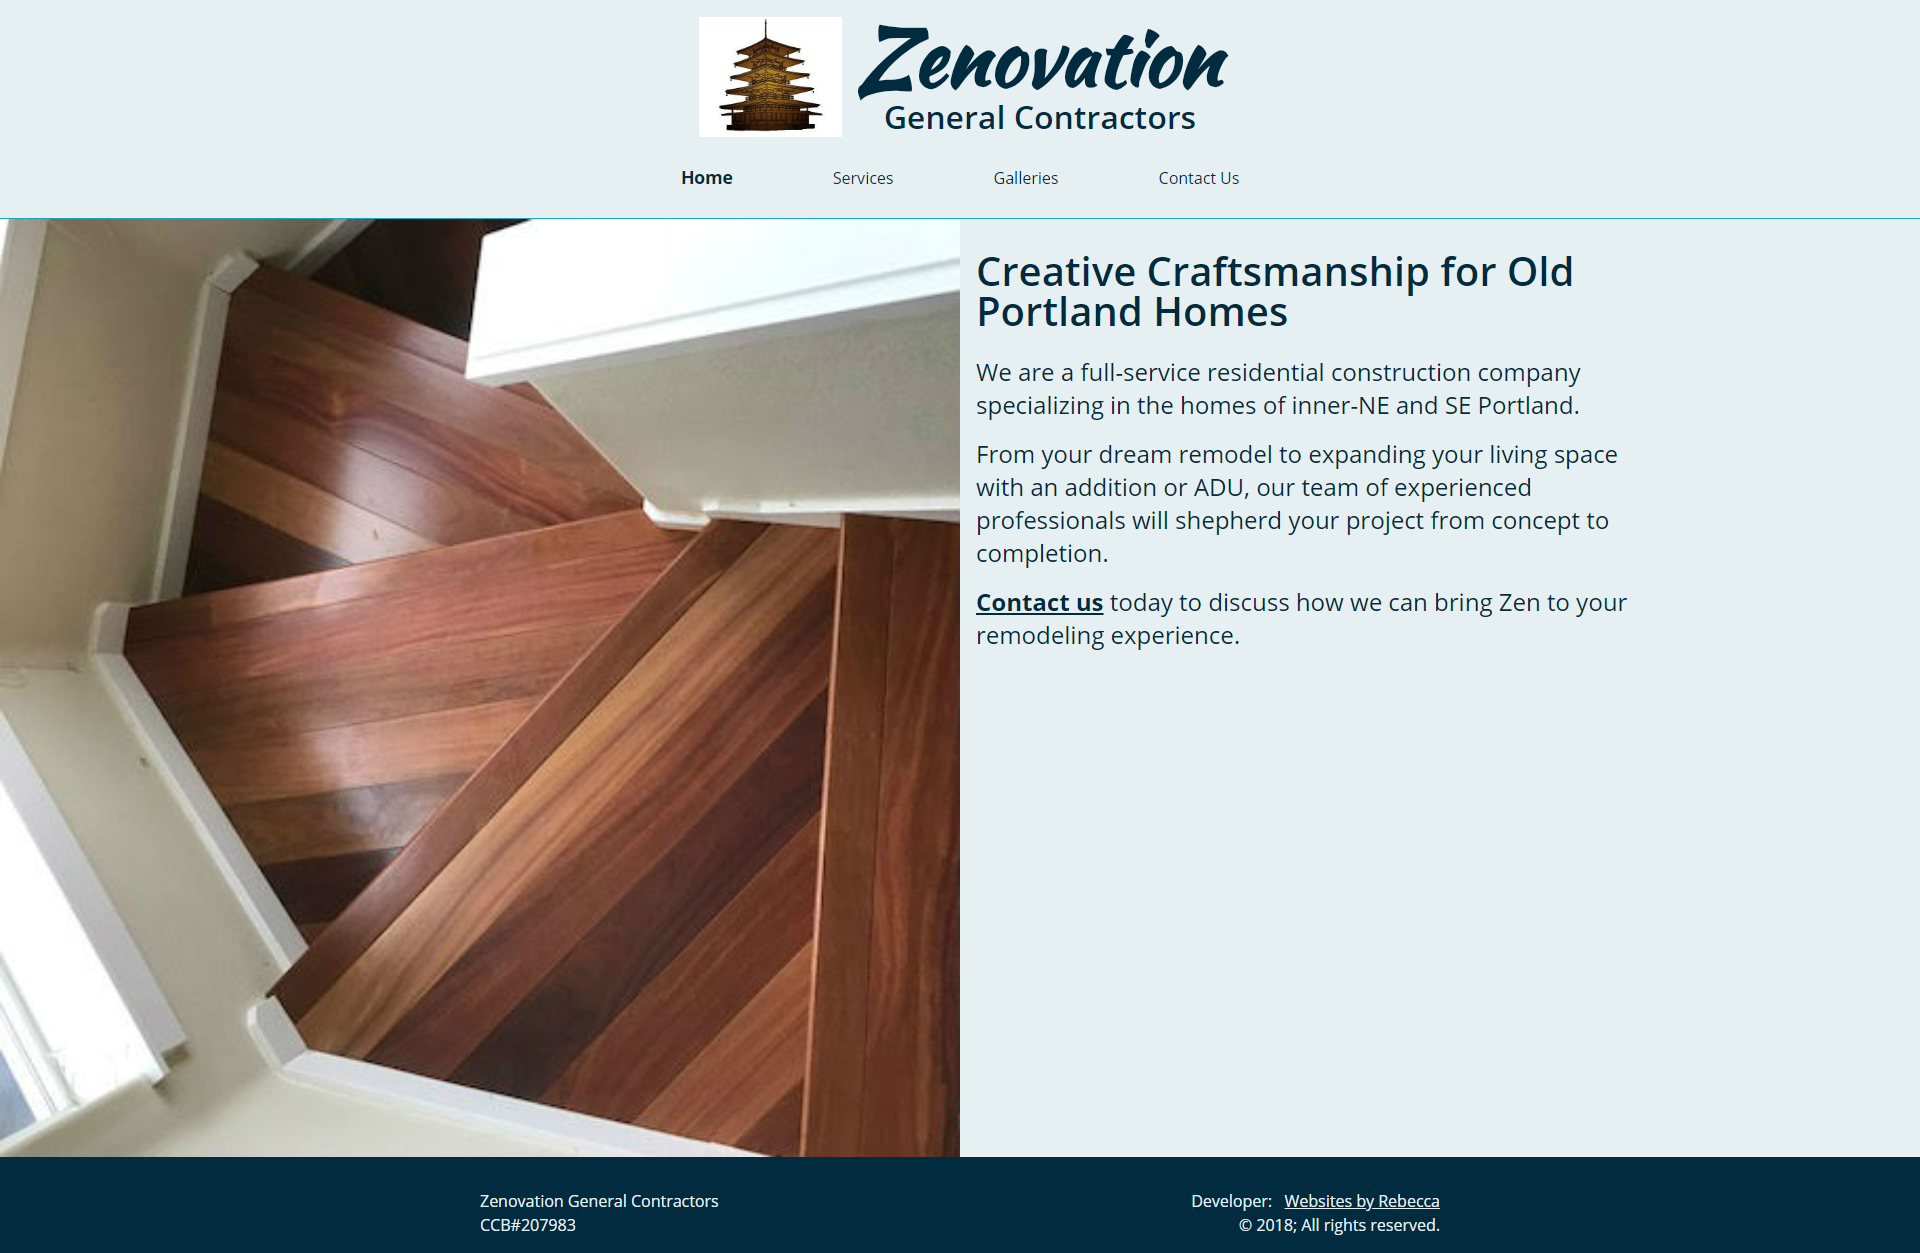 Zenovation
General Contractors
Home
Services
Galleries
Contact Us
Creative Craftsmanship for Old
Portland Homes
We are a full-service residential construction company
specializing in the homes of inner-NE and SE Portland.
From your dream remodel to expanding your living space
with an addition or ADU, our team of experienced
professionals will shepherd your project from concept to
completion.
Contact us today to discuss how we can bring Zen to your
remodeling experience.
Zenovation General Contractors
CCB#207983
Developer: Websites by Rebecca
© 2018; All rights reserved.